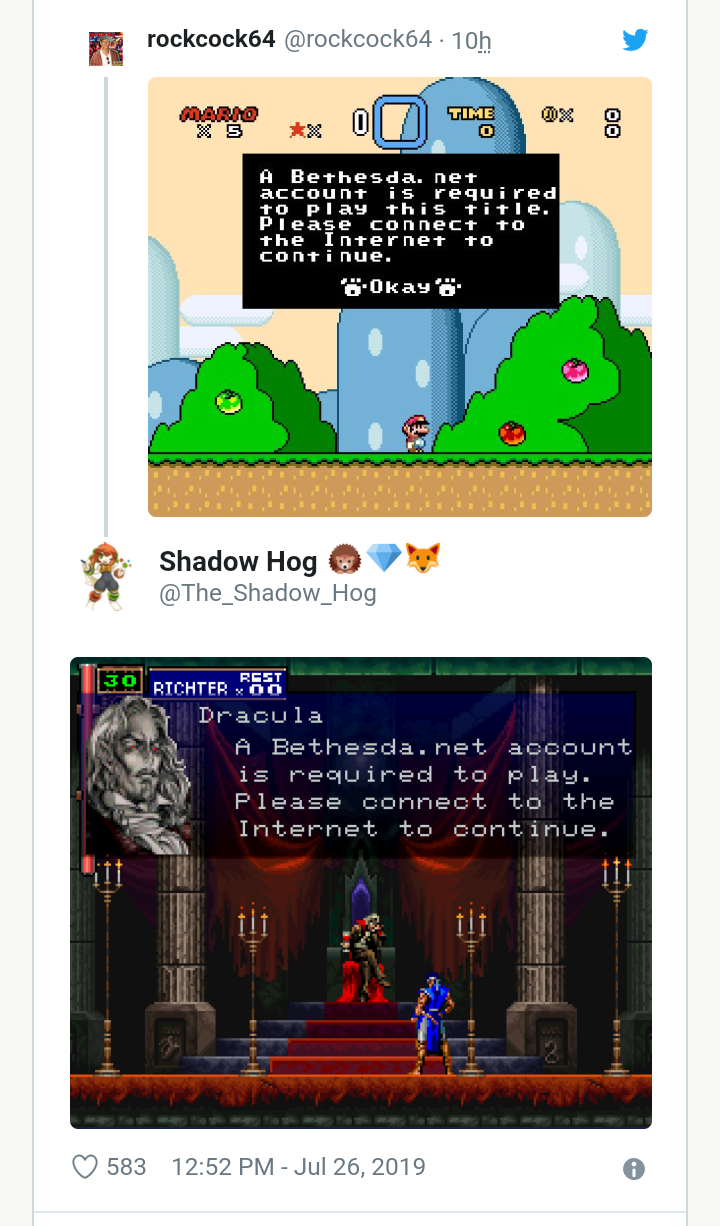 rockcock64 @rockcock64 · 10h
MARIO TIME
X 5 ★X 0 0 X 0
0
A Bethesda.net
account is required
to play this title.
Please connect to
the Internet to
continue.
Okay
Shadow Hog 🦔💎🦊
@The_Shadow_Hog
30 REST
RICHTER x 00
Dracula
A Bethesda.net account
is required to play.
Please connect to the
Internet to continue.
583 12:52 PM - Jul 26, 2019